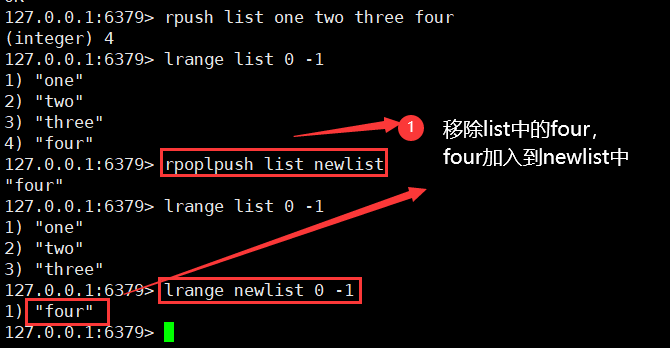 127.0.0.1:6379> rpush list one two three four
(integer) 4
127.0.0.1:6379> lrange list 0 -1
1) "one"
2) "two"
3) "three"
4) "four"
127.0.0.1:6379> rpoplpush list newlist
"four"
127.0.0.1:6379> lrange list 0 -1
1) "one"
2) "two"
3) "three"
127.0.0.1:6379> lrange newlist 0 -1
1) "four"
127.0.0.1:6379>
1
移除list中的four，
four加入到newlist中